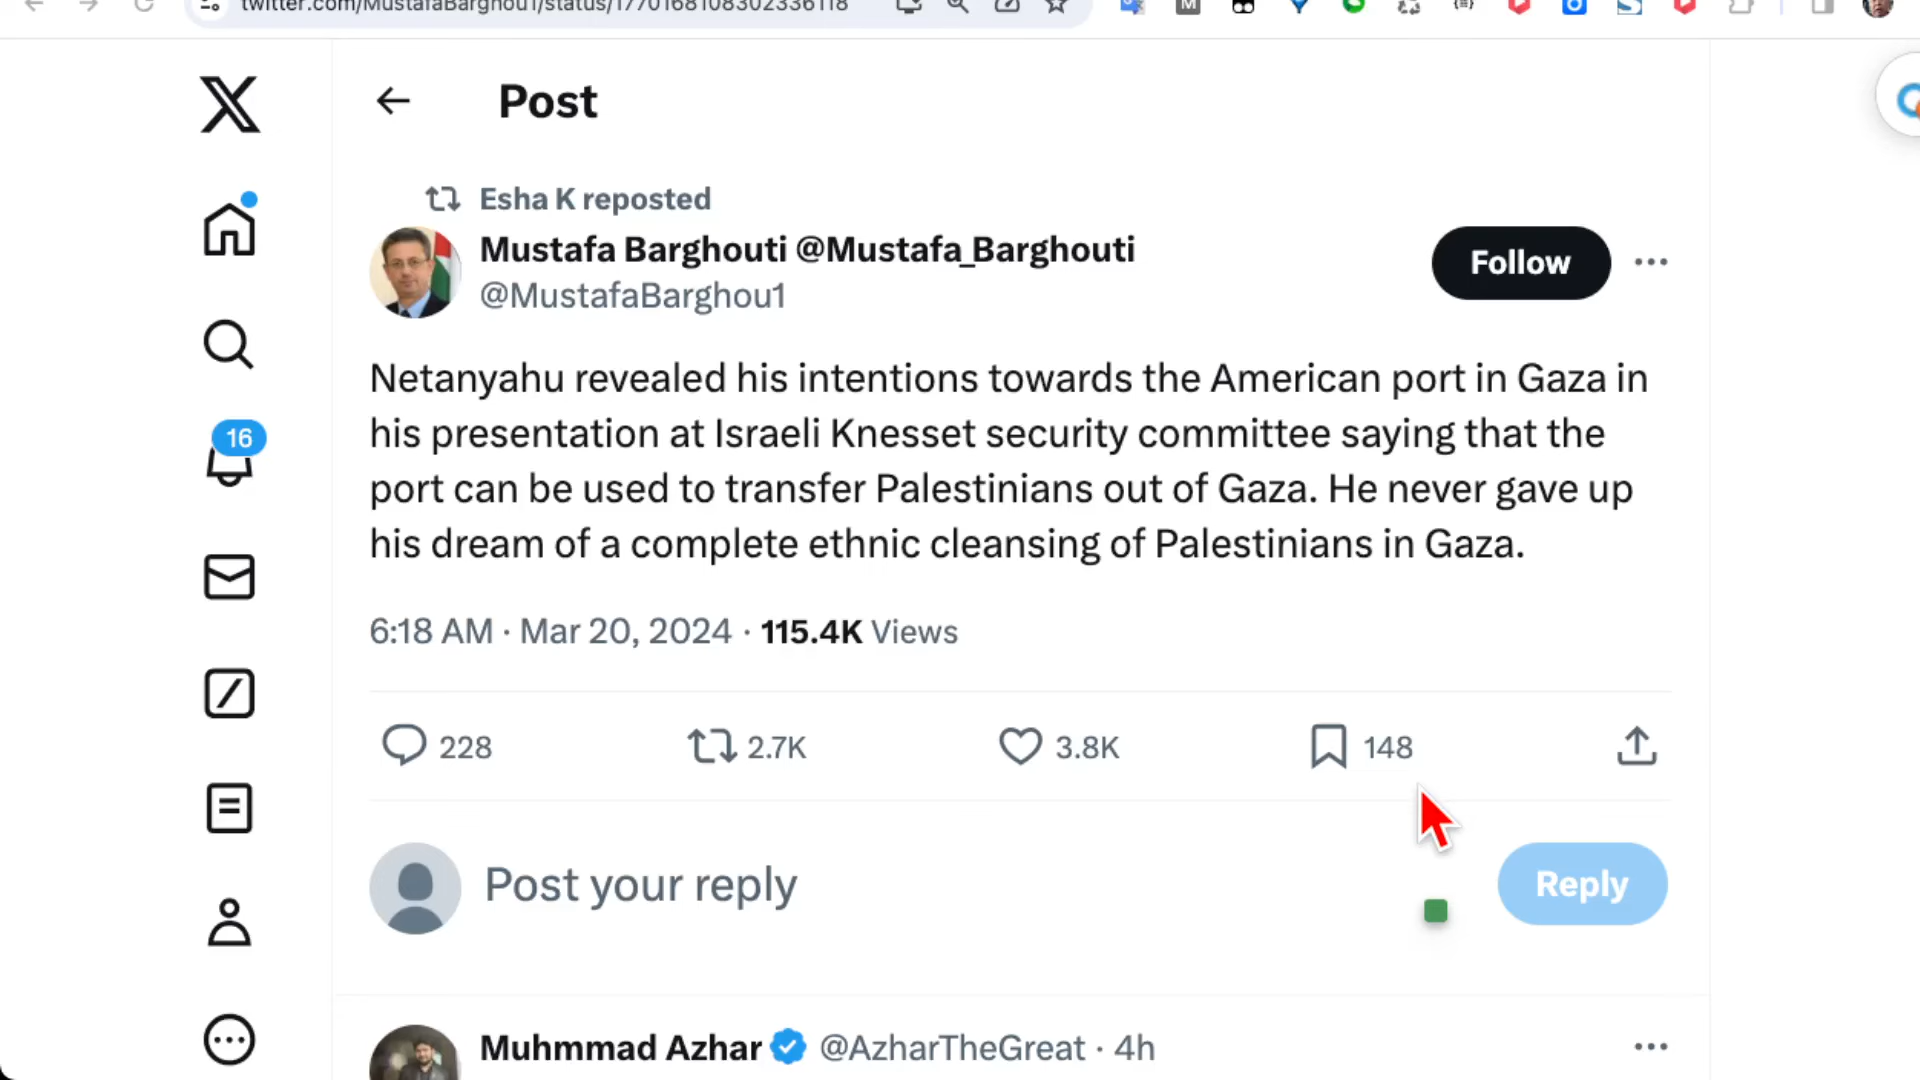 twitter.com/MustafaBarghou1/status/1770168108302336118
Post
Esha K reposted
Mustafa Barghouti @Mustafa_Barghouti
@MustafaBarghou1
Follow
Netanyahu revealed his intentions towards the American port in Gaza in
his presentation at Israeli Knesset security committee saying that the
port can be used to transfer Palestinians out of Gaza. He never gave up
his dream of a complete ethnic cleansing of Palestinians in Gaza.
6:18 AM · Mar 20, 2024 · 115.4K Views
16
228 2.7K 3.8K 148
Post your reply
Reply
Muhmmad Azhar @AzharTheGreat · 4h